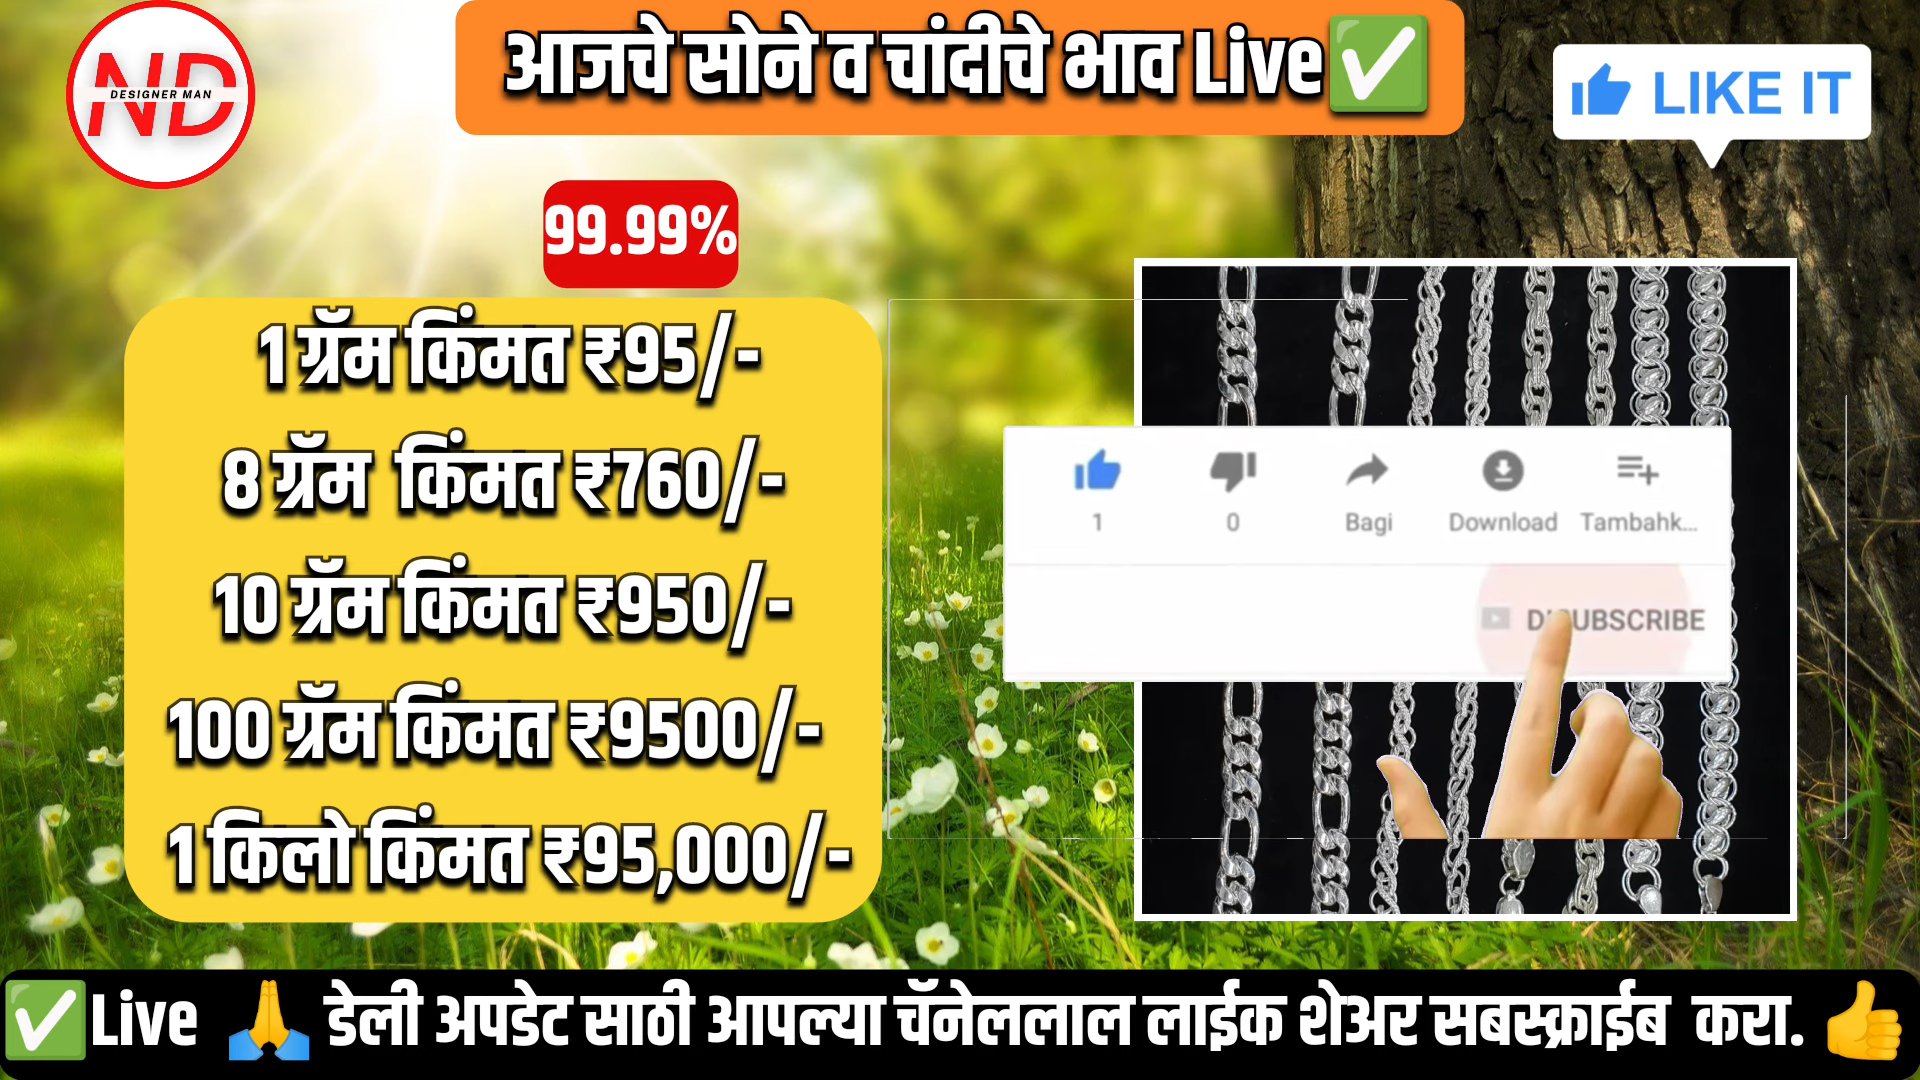 ND
DESIGNER MAN
आजचे सोने व चांदीचे भाव Live✅
LIKE IT
99.99%
1 ग्रॅम किंमत ₹95/-
8 ग्रॅम किंमत ₹760/-
10 ग्रॅम किंमत ₹950/-
100 ग्रॅम किंमत ₹9500/-
1 किलो किंमत ₹95,000/-
1 0 Bagi Download Tambahk...
✅Live 🙏 डेली अपडेट साठी आपल्या चॅनेललाल लाईक शेअर सबस्क्राईब करा. 👍